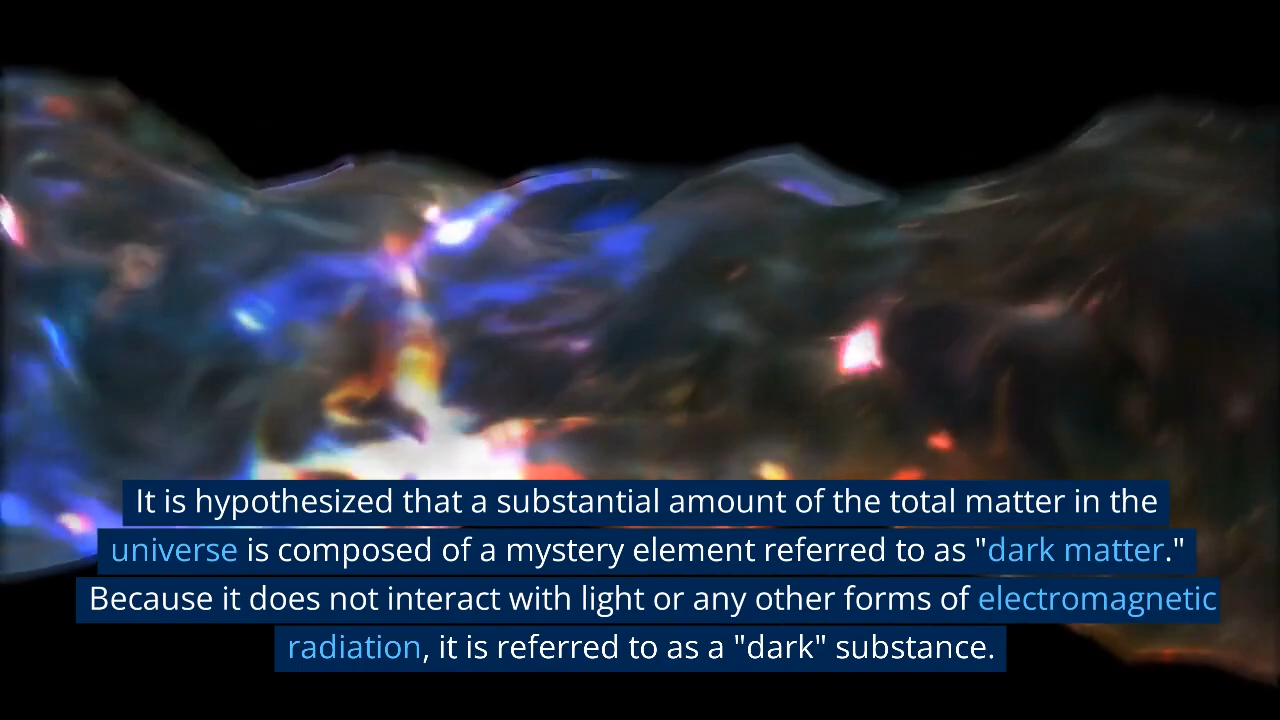 It is hypothesized that a substantial amount of the total matter in the
universe is composed of a mystery element referred to as "dark matter."
Because it does not interact with light or any other forms of electromagnetic
radiation, it is referred to as a "dark" substance.